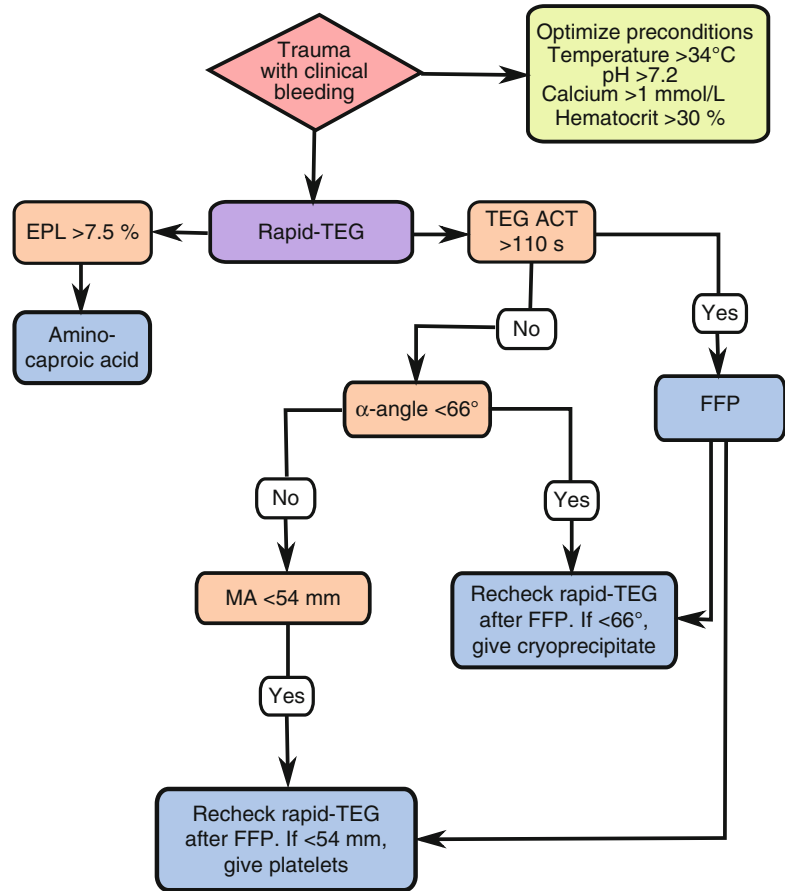 Trauma
with clinical
bleeding
Optimize preconditions
Temperature >34°C
pH >7.2
Calcium >1 mmol/L
Hematocrit >30 %
EPL >7.5 %
Rapid-TEG
TEG ACT
>110 s
Amino-
caproic acid
No
Yes
α-angle <66°
FFP
No
Yes
MA <54 mm
Recheck rapid-TEG
after FFP. If <66°,
give cryoprecipitate
Yes
Recheck rapid-TEG
after FFP. If <54 mm,
give platelets